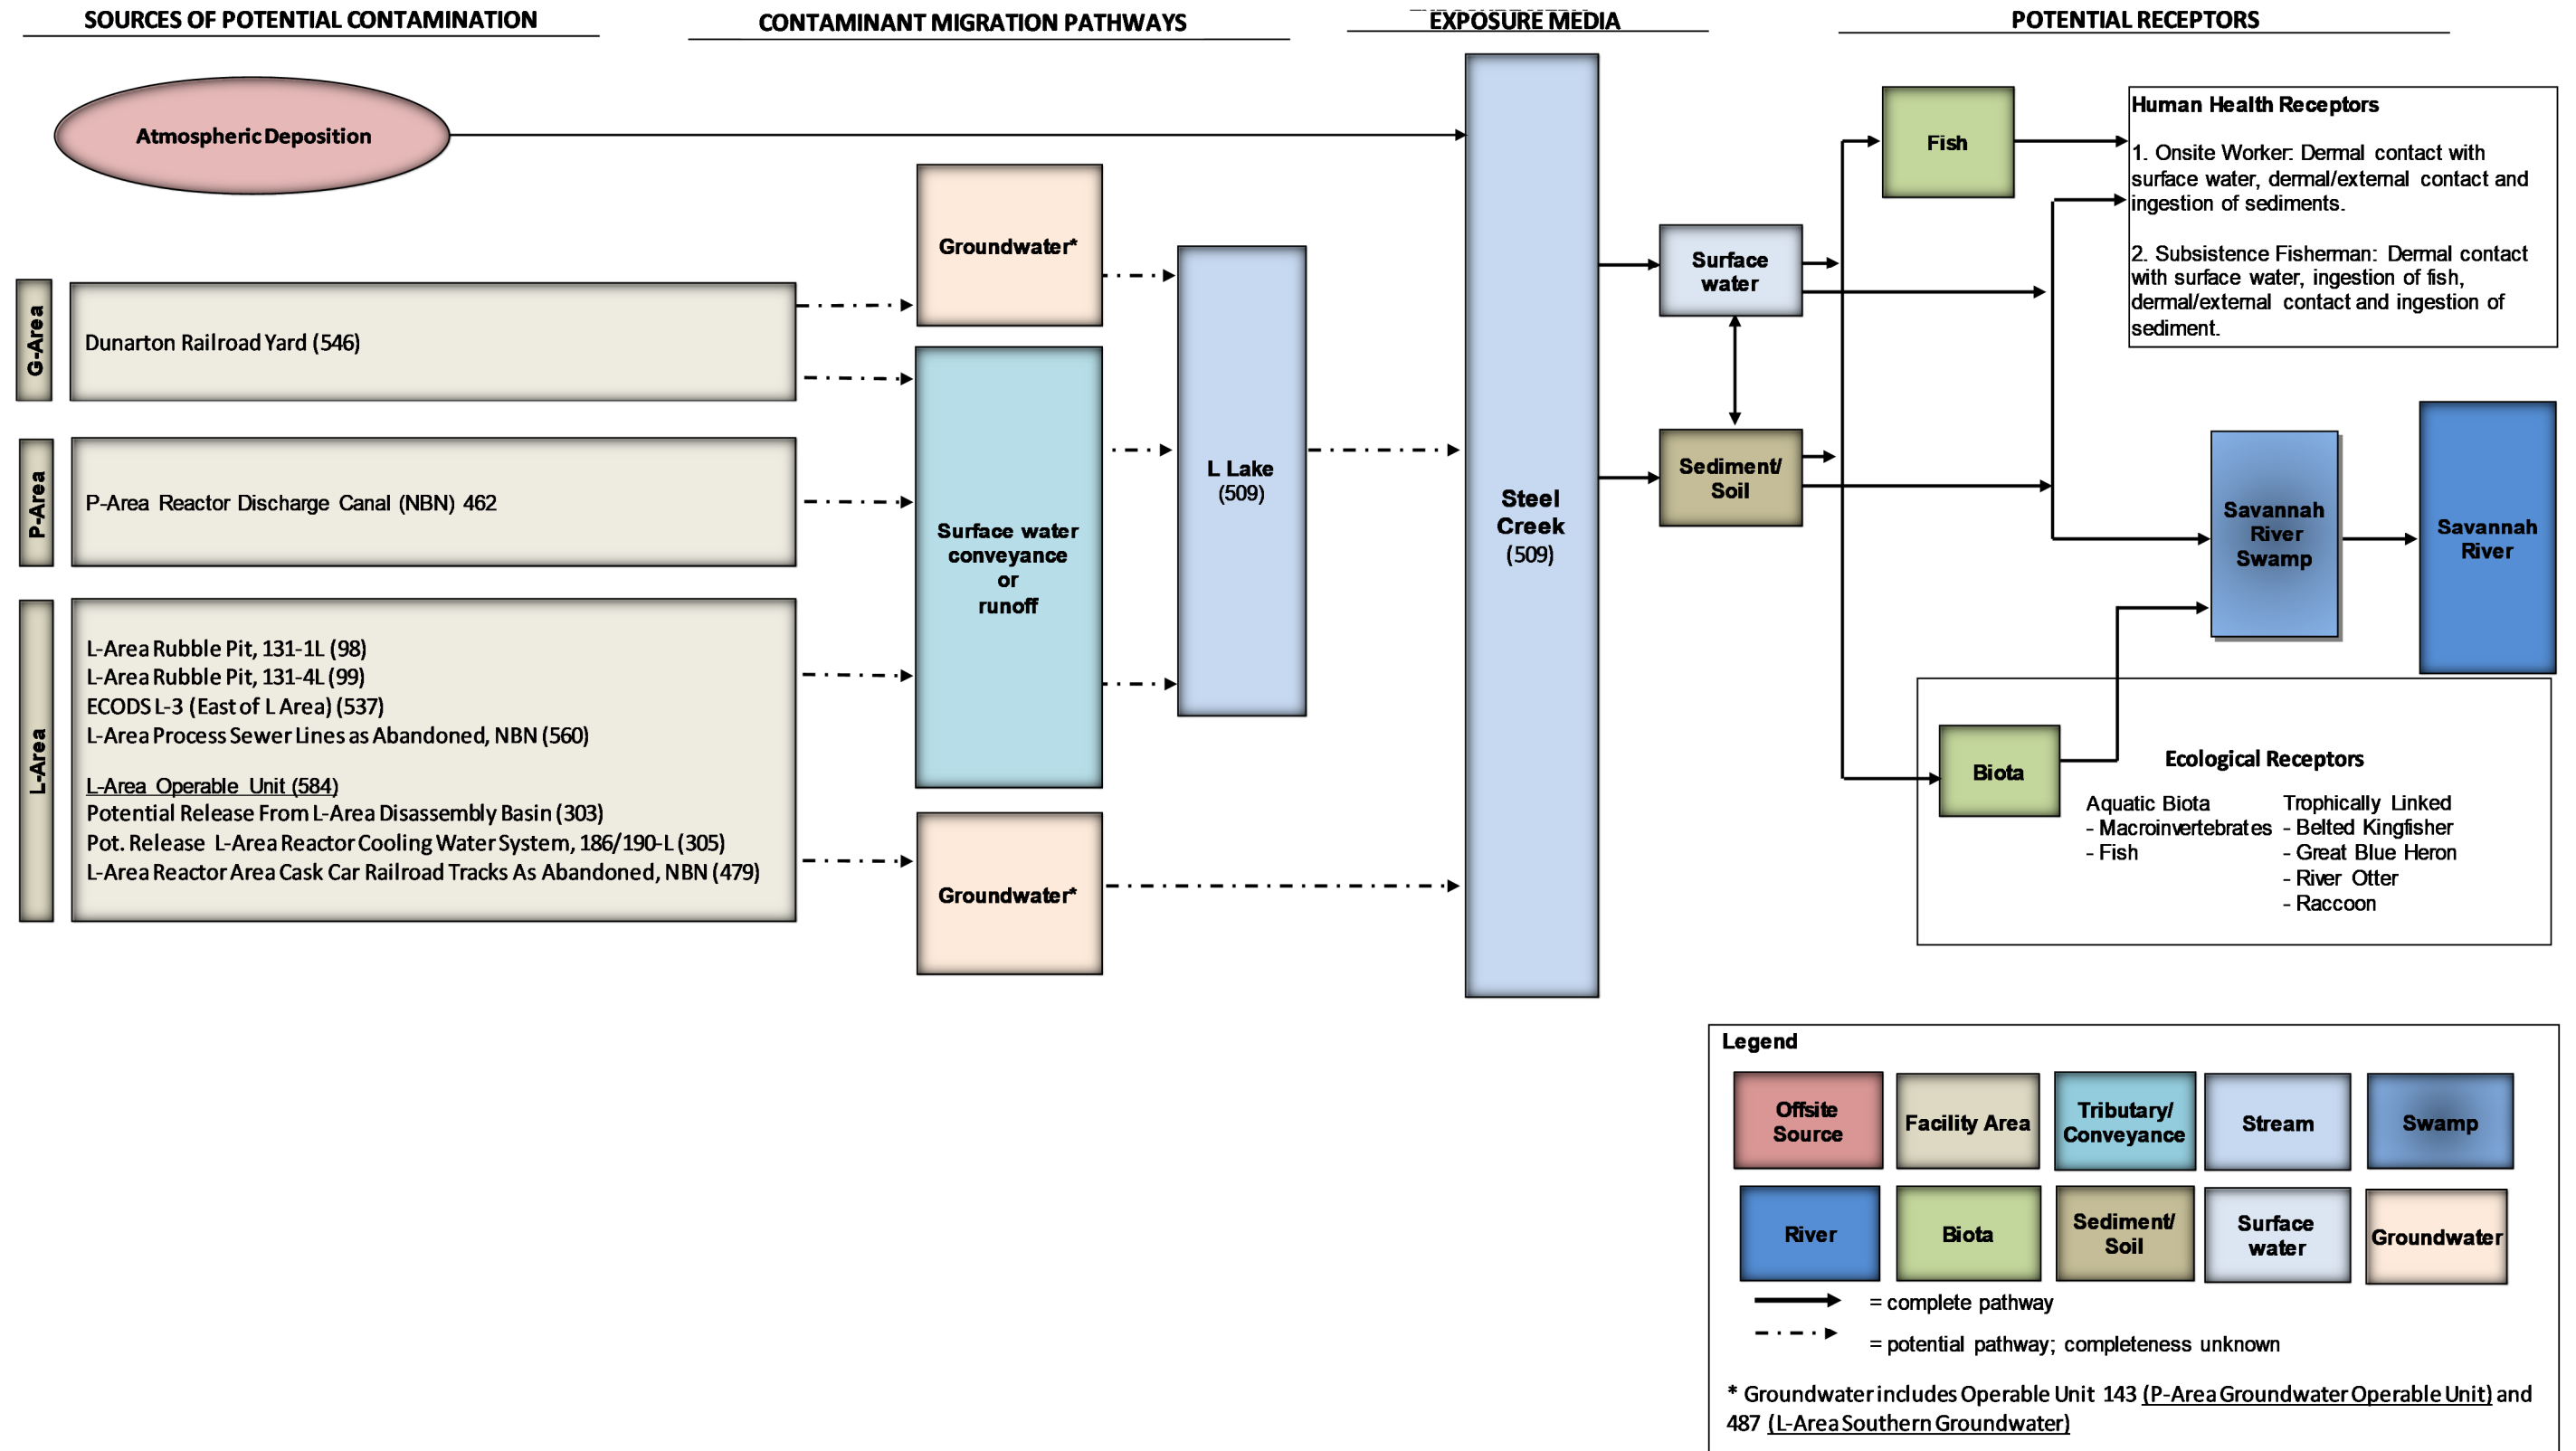 SOURCES OF POTENTIAL CONTAMINATION
CONTAMINANT MIGRATION PATHWAYS
EXPOSURE MEDIA
POTENTIAL RECEPTORS
Atmospheric Deposition
G-Area
Dunarton Railroad Yard (546)
P-Area
P-Area Reactor Discharge Canal (NBN) 462
L-Area
L-Area Rubble Pit, 131-1L (98)
L-Area Rubble Pit, 131-4L (99)
ECODS L-3 (East of L Area) (537)
L-Area Process Sewer Lines as Abandoned, NBN (560)
L-Area Operable Unit (584)
Potential Release From L-Area Disassembly Basin (303)
Pot. Release L-Area Reactor Cooling Water System, 186/190-L (305)
L-Area Reactor Area Cask Car Railroad Tracks As Abandoned, NBN (479)
Groundwater*
Surface water
conveyance
or
runoff
Groundwater*
L Lake
(509)
Steel
Creek
(509)
Surface
water
Sediment/
Soil
Fish
Human Health Receptors
1. Onsite Worker: Dermal contact with
surface water, dermal/external contact and
ingestion of sediments.
2. Subsistence Fisherman: Dermal contact
with surface water, ingestion of fish,
dermal/external contact and ingestion of
sediment.
Savannah
River
Swamp
Savannah
River
Biota
Ecological Receptors
Aquatic Biota
- Macroinvertebrates
- Fish
Trophically Linked
- Belted Kingfisher
- Great Blue Heron
- River Otter
- Raccoon
Legend
Offsite
Source
Facility Area
Tributary/
Conveyance
Stream
Swamp
River
Biota
Sediment/
Soil
Surface
water
Groundwater
= complete pathway
= potential pathway; completeness unknown
* Groundwater includes Operable Unit 143 (P-Area Groundwater Operable Unit) and
487 (L-Area Southern Groundwater)